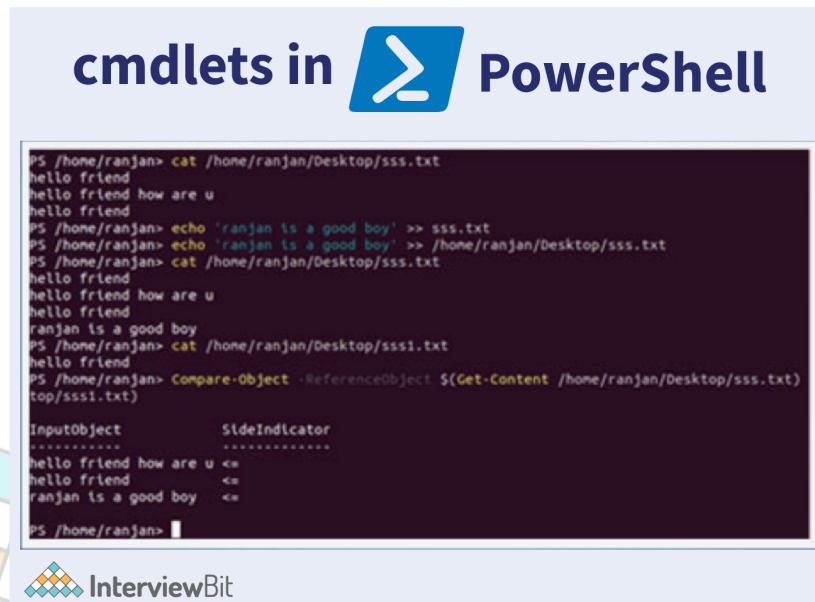 cmdlets in PowerShell
PS /home/ranjan> cat /home/ranjan/Desktop/sss.txt
hello friend
hello friend how are u
hello friend
PS /home/ranjan> echo 'ranjan is a good boy' >> sss.txt
PS /home/ranjan> echo 'ranjan is a good boy' >> /home/ranjan/Desktop/sss.txt
PS /home/ranjan> cat /home/ranjan/Desktop/sss.txt
hello friend
hello friend how are u
hello friend
ranjan is a good boy
PS /home/ranjan> cat /home/ranjan/Desktop/sss1.txt
hello friend
PS /home/ranjan> Compare-Object -ReferenceObject $(Get-Content /home/ranjan/Desktop/sss.txt)
top/sss1.txt)
InputObject SideIndicator
----------- -------------
hello friend how are u <=
hello friend <=
ranjan is a good boy <=
PS /home/ranjan>
InterviewBit